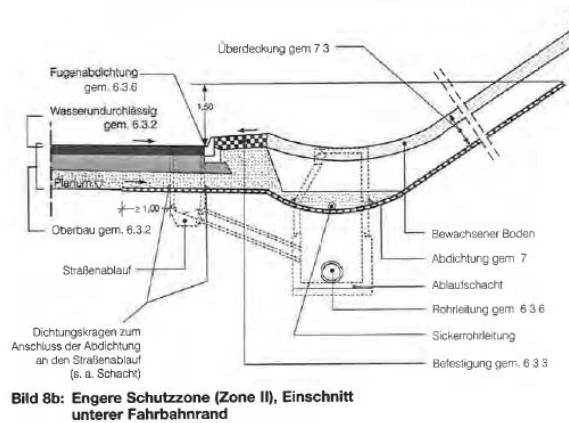 Überdeckung gem 7 3
Fugenabdichtung
gem. 6.3.6
1,50
Wasserundurchlässig
gem. 6.3.2
Planum
≥ 1,00
Oberbau gem. 6.3.2
Straßenablauf
Dichtungskragen zum
Anschluss der Abdichtung
an den Straßenablauf
(s. a. Schacht)
Bewachsener Boden
Abdichtung gem 7
Ablaufschacht
Rohrleitung gem 6 3 6
Sickerrohrleitung
Befestigung gem. 6 3 3
Bild 8b: Engere Schutzzone (Zone II), Einschnitt
unterer Fahrbahnrand